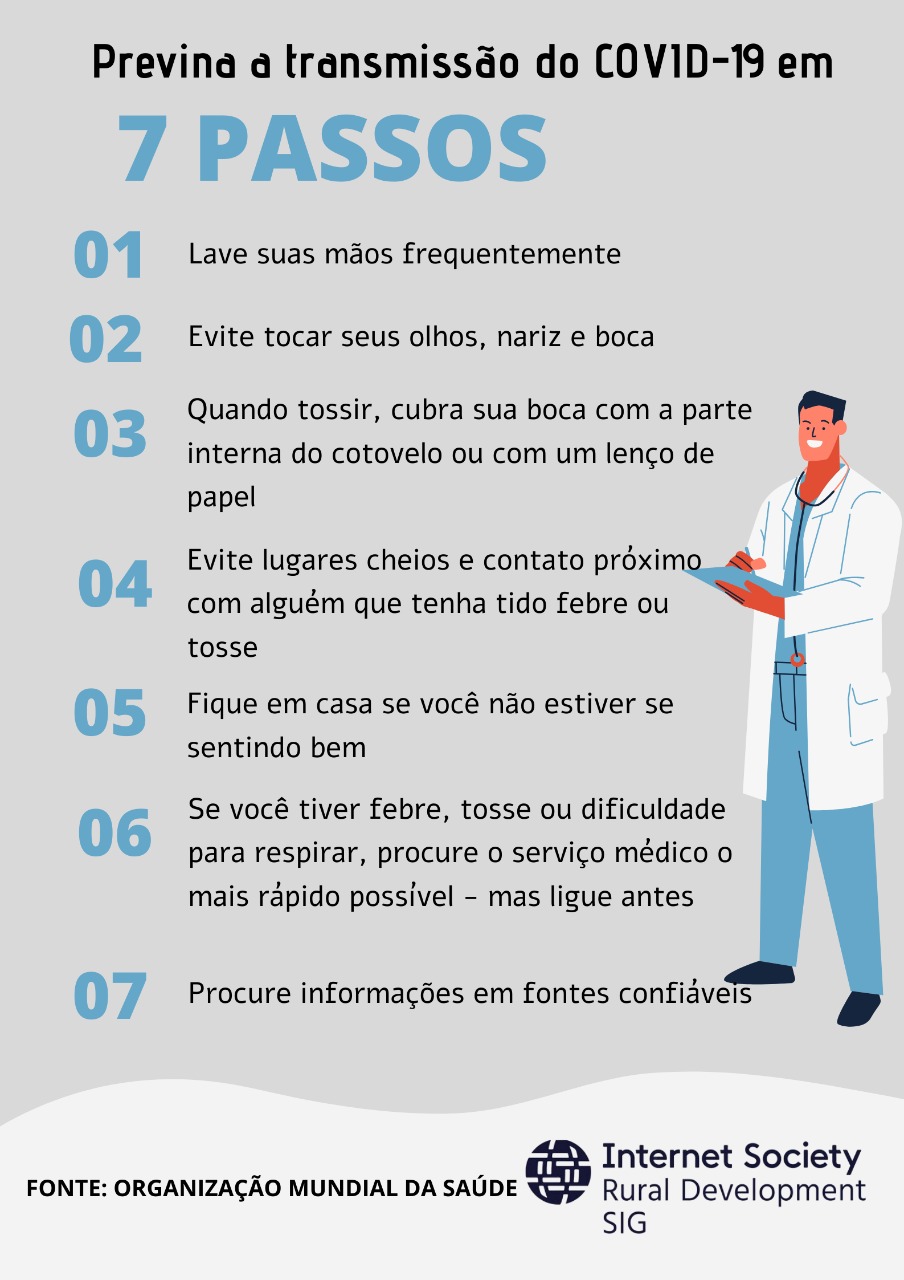 Previna a transmissão do COVID-19 em
7 PASSOS
01
Lave suas mãos frequentemente
02
Evite tocar seus olhos, nariz e boca
03
Quando tossir, cubra sua boca com a parte
interna do cotovelo ou com um lenço de
papel
04
Evite lugares cheios e contato próximo
com alguém que tenha tido febre ou
tosse
05
Fique em casa se você não estiver se
sentindo bem
06
Se você tiver febre, tosse ou dificuldade
para respirar, procure o serviço médico o
mais rápido possível – mas ligue antes
07
Procure informações em fontes confiáveis
FONTE: ORGANIZAÇÃO MUNDIAL DA SAÚDE
Internet Society
Rural Development
SIG